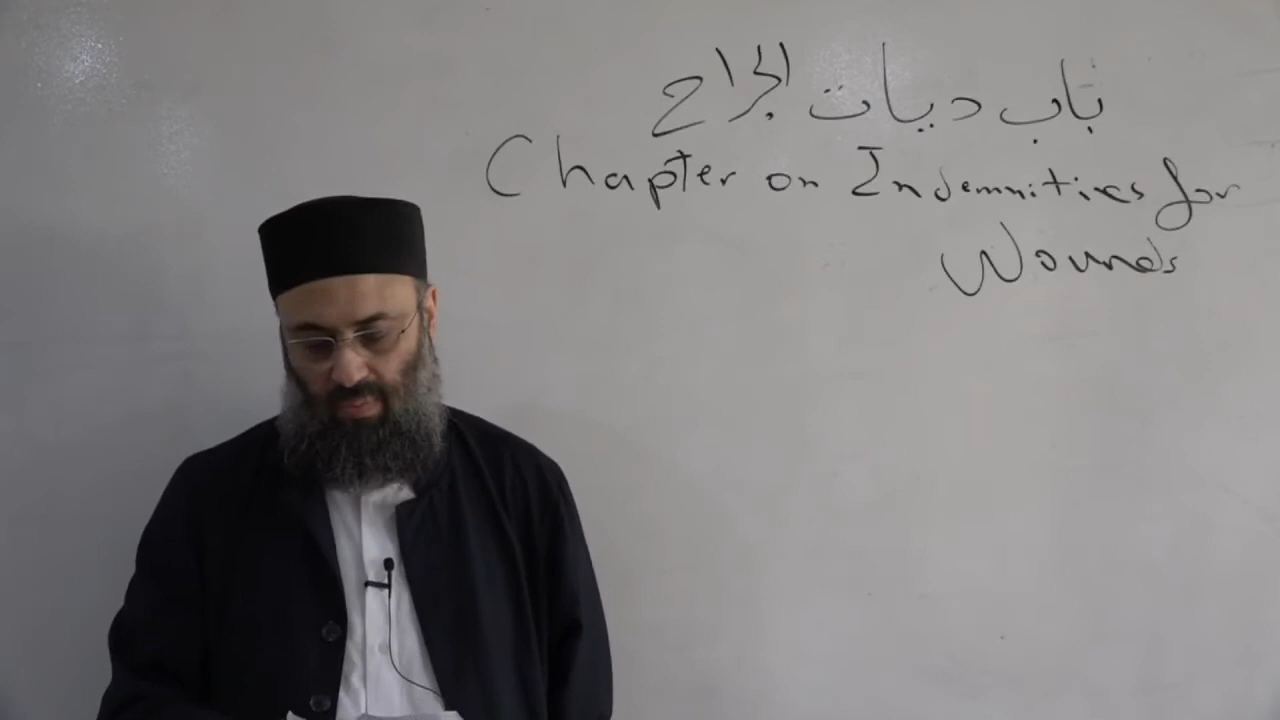 باب ديات الجراح
Chapter on Indemnities for
Wounds